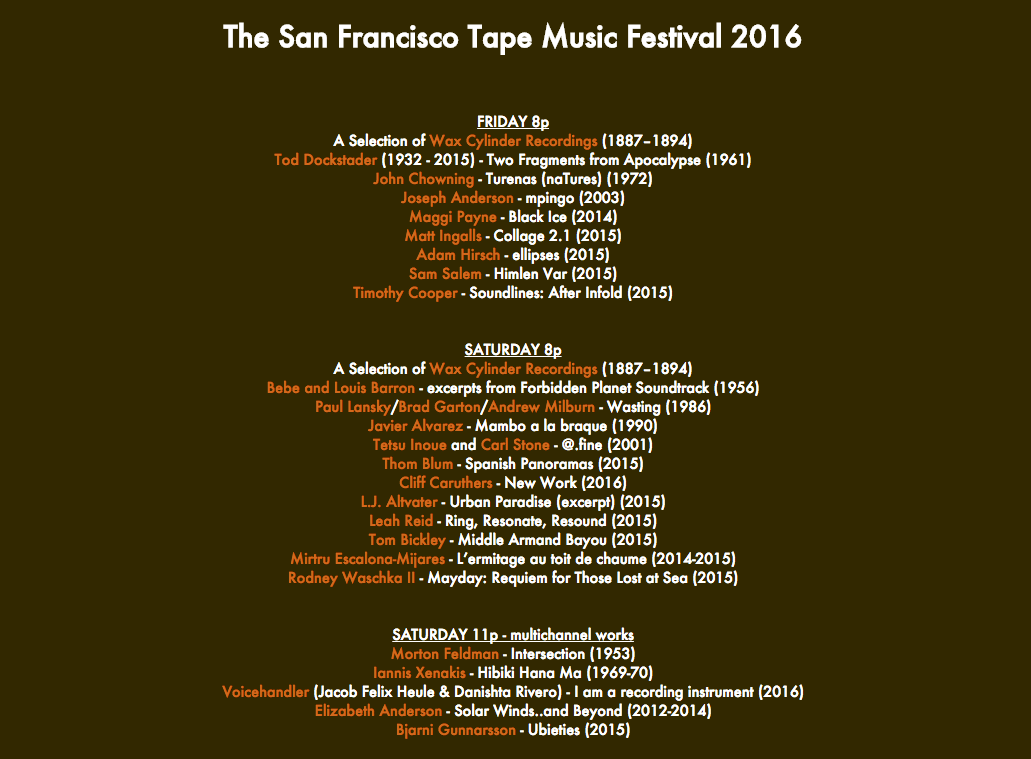 The San Francisco Tape Music Festival 2016
FRIDAY 8p
A Selection of Wax Cylinder Recordings (1887–1894)
Tod Dockstader (1932 - 2015) - Two Fragments from Apocalypse (1961)
John Chowning - Turenas (naTures) (1972)
Joseph Anderson - mpingo (2003)
Maggi Payne - Black Ice (2014)
Matt Ingalls - Collage 2.1 (2015)
Adam Hirsch - ellipses (2015)
Sam Salem - Himlen Var (2015)
Timothy Cooper - Soundlines: After Infold (2015)
SATURDAY 8p
A Selection of Wax Cylinder Recordings (1887–1894)
Bebe and Louis Barron - excerpts from Forbidden Planet Soundtrack (1956)
Paul Lansky/Brad Garton/Andrew Milburn - Wasting (1986)
Javier Alvarez - Mambo a la braque (1990)
Tetsu Inoue and Carl Stone - @.fine (2001)
Thom Blum - Spanish Panoramas (2015)
Cliff Caruthers - New Work (2016)
L.J. Altvater - Urban Paradise (excerpt) (2015)
Leah Reid - Ring, Resonate, Resound (2015)
Tom Bickley - Middle Armand Bayou (2015)
Mirtru Escalona-Mijares - L’ermitage au toit de chaume (2014-2015)
Rodney Waschka II - Mayday: Requiem for Those Lost at Sea (2015)
SATURDAY 11p - multichannel works
Morton Feldman - Intersection (1953)
Iannis Xenakis - Hibiki Hana Ma (1969-70)
Voicehandler (Jacob Felix Heule & Danishta Rivero) - I am a recording instrument (2016)
Elizabeth Anderson - Solar Winds..and Beyond (2012-2014)
Bjarni Gunnarsson - Ubieties (2015)